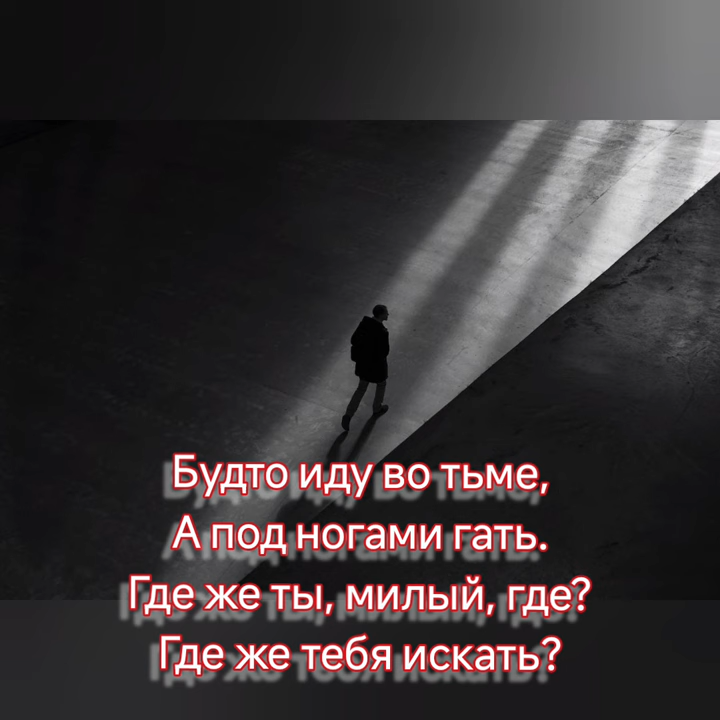 Будто иду во тьме,
А под ногами гать.
Где же ты, милый, где?
Где же тебя искать?